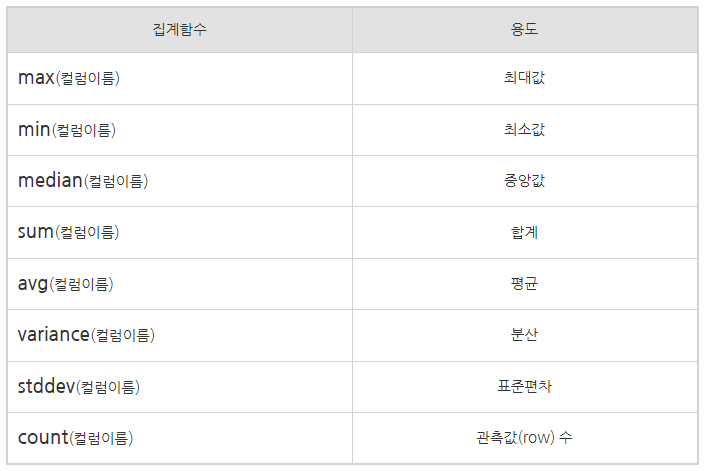 집계함수 용도
max(컬럼이름) 최대값
min(컬럼이름) 최소값
median(컬럼이름) 중앙값
sum(컬럼이름) 합계
avg(컬럼이름) 평균
variance(컬럼이름) 분산
stddev(컬럼이름) 표준편차
count(컬럼이름) 관측값(row) 수